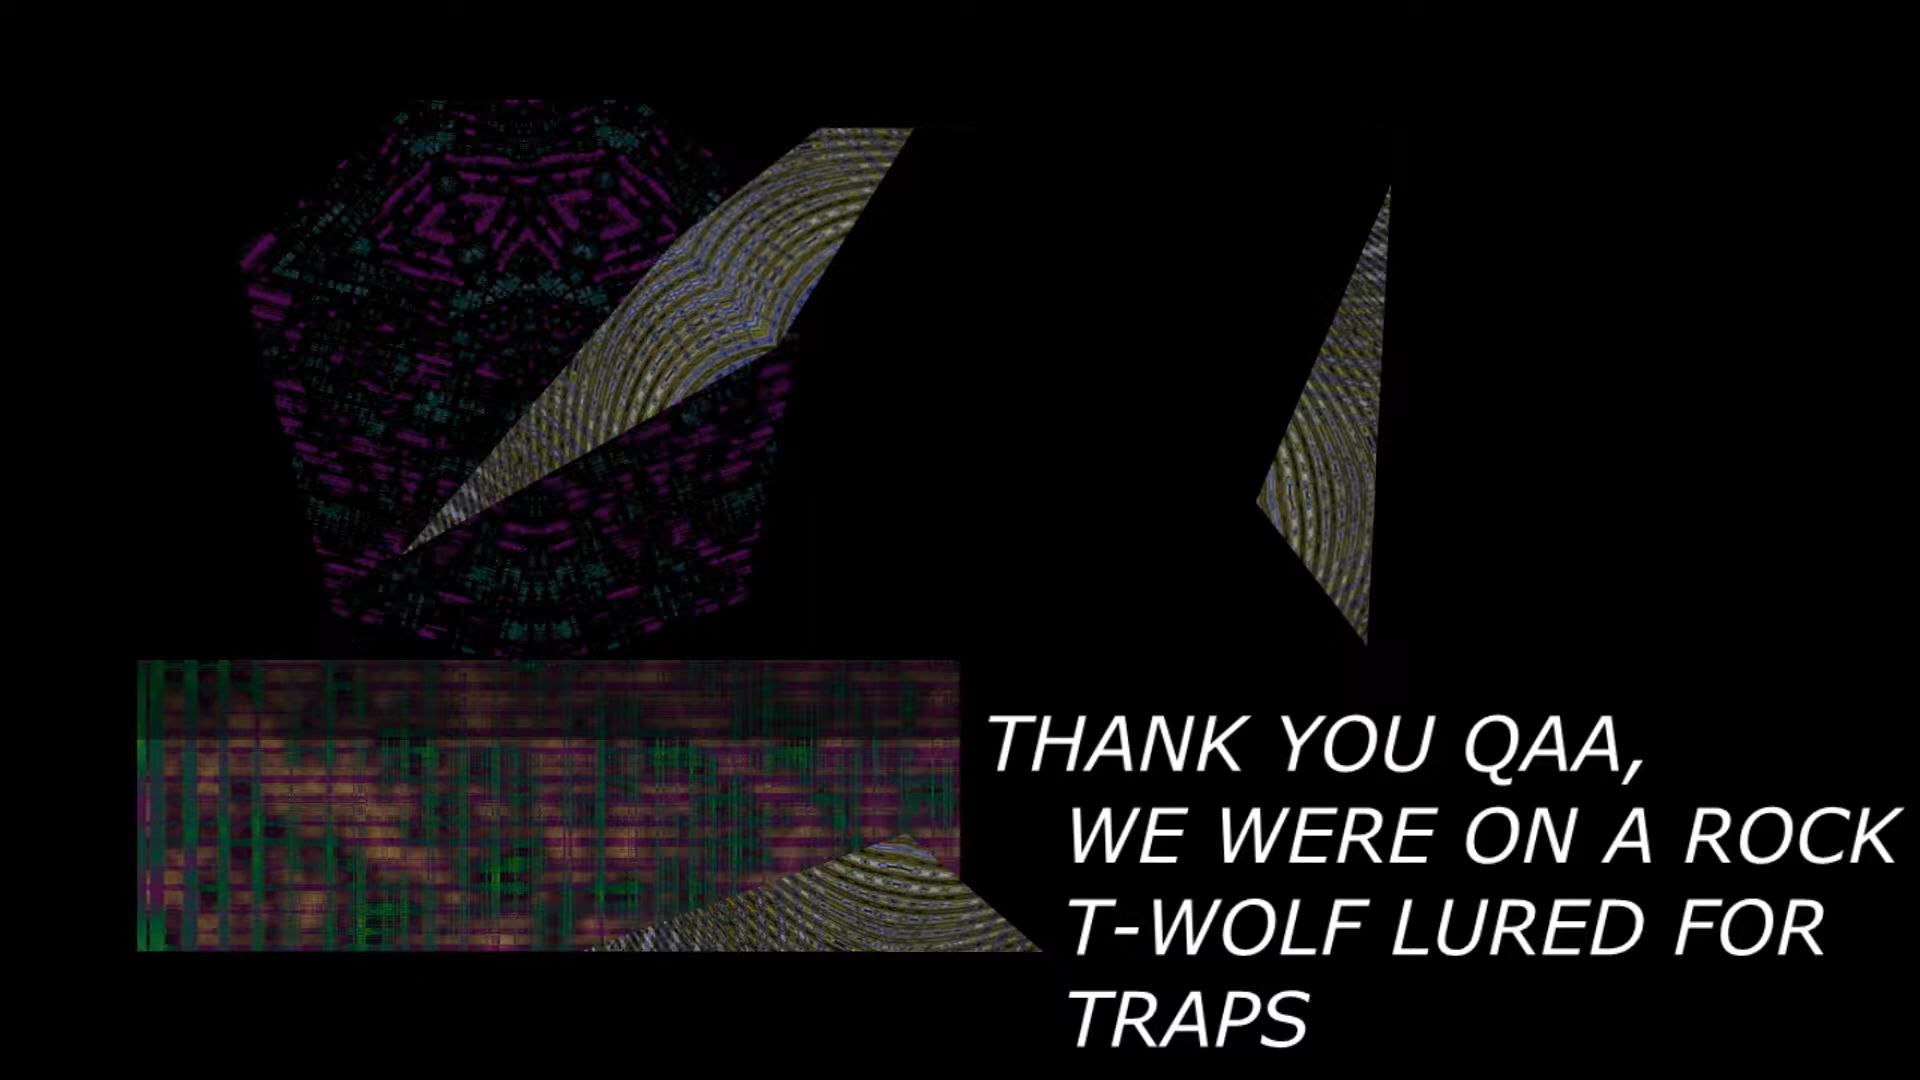 THANK YOU QAA,
WE WERE ON A ROCK
T-WOLF LURED FOR
TRAPS